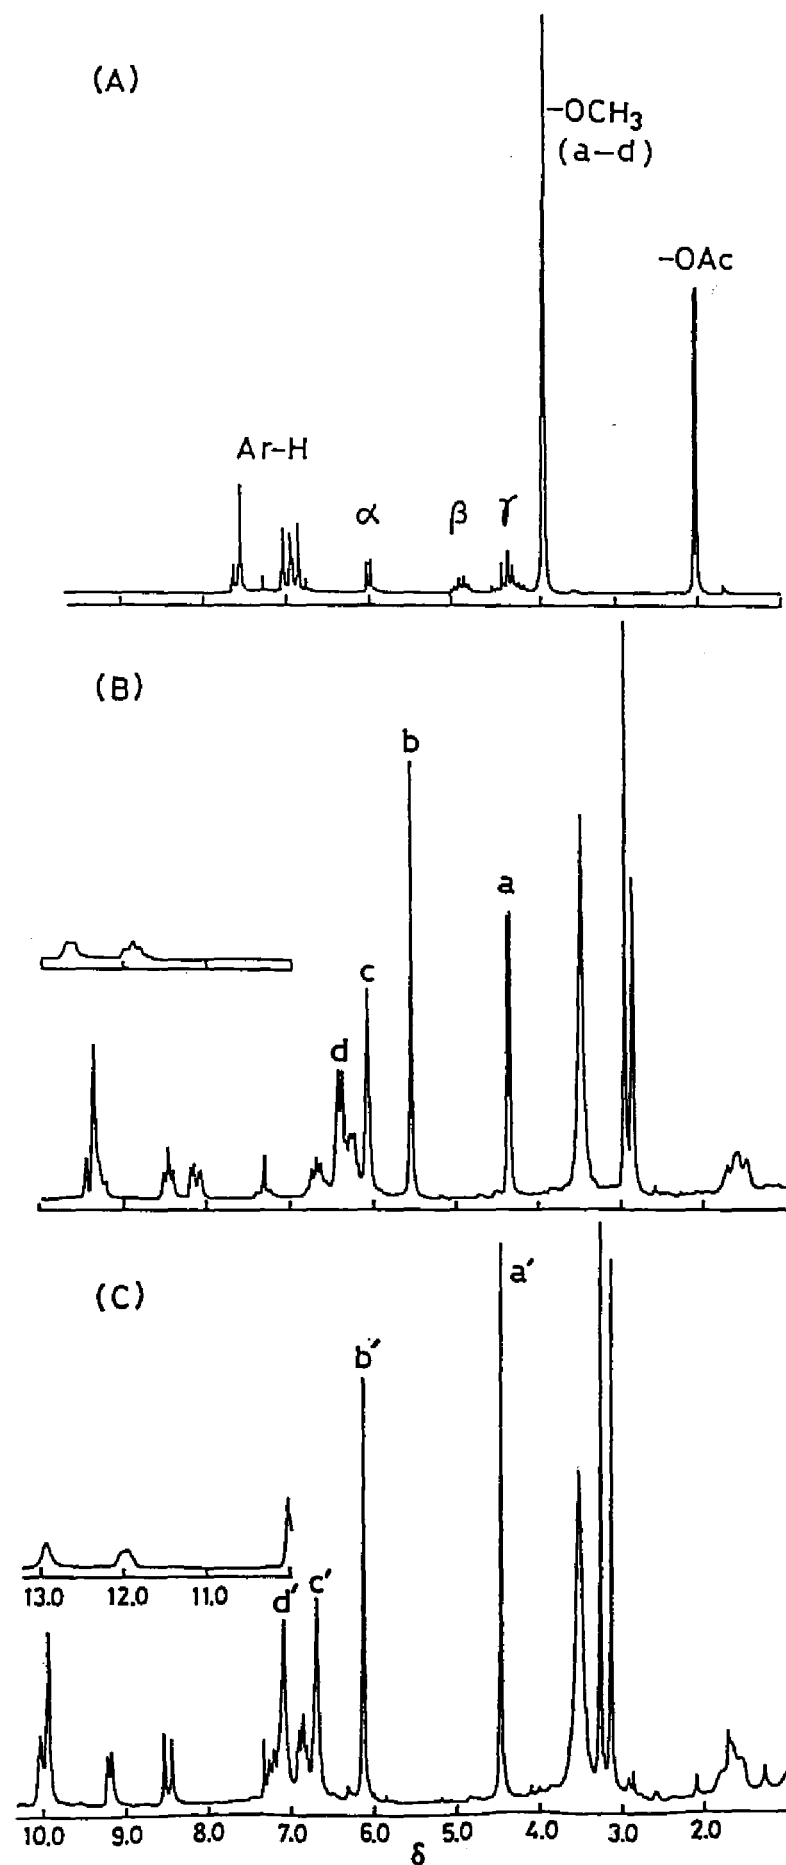 (A)
-OCH₃
(a-d)
-OAc
Ar-H
α
β
γ
(B)
b
a
c
d
(C)
a′
b′
13.0 12.0 11.0
d′
c′
10.0 9.0 8.0 7.0 6.0 5.0 4.0 3.0 2.0
δ